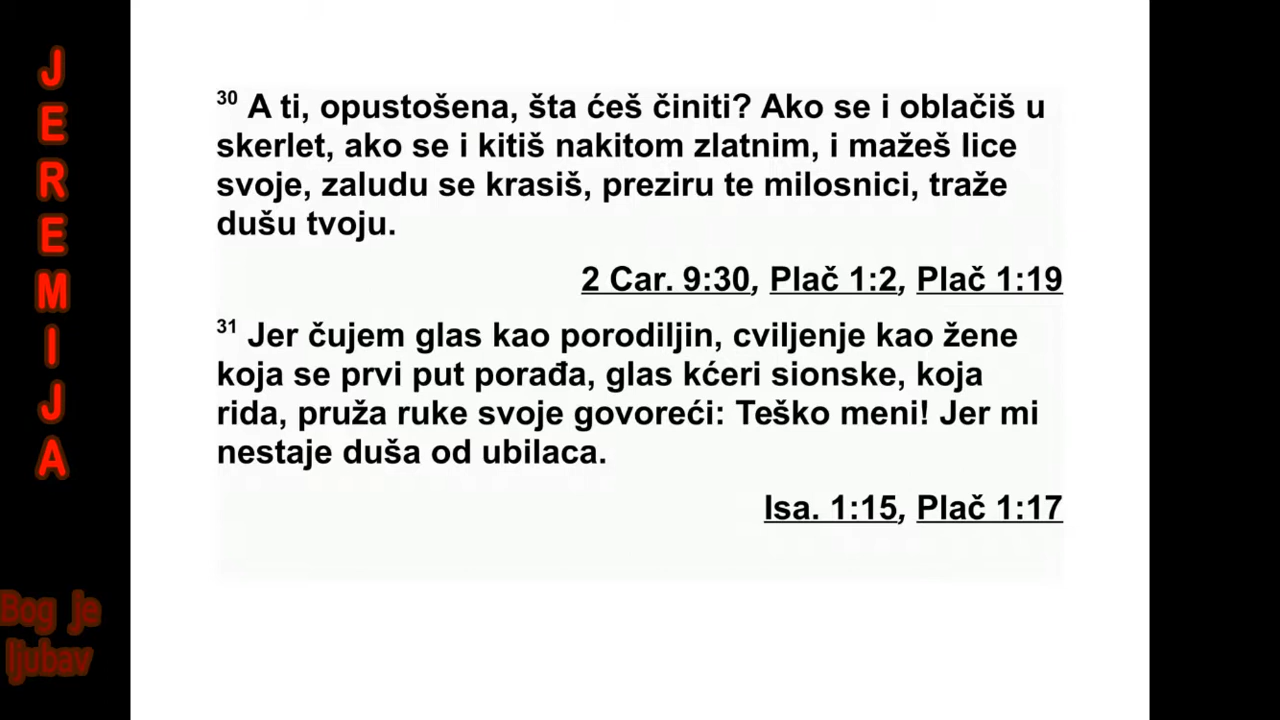 JEREMIJA
30 A ti, opustošena, šta ćeš činiti? Ako se i oblačiš u
skerlet, ako se i kitiš nakitom zlatnim, i mažeš lice
svoje, zaludu se krasiš, preziru te milosnici, traže
dušu tvoju.
2 Car. 9:30, Plač 1:2, Plač 1:19
31 Jer čujem glas kao porodiljin, cviljenje kao žene
koja se prvi put porađa, glas kćeri sionske, koja
rida, pruža ruke svoje govoreći: Teško meni! Jer mi
nestaje duša od ubilaca.
Isa. 1:15, Plač 1:17
Bog je
ljubav